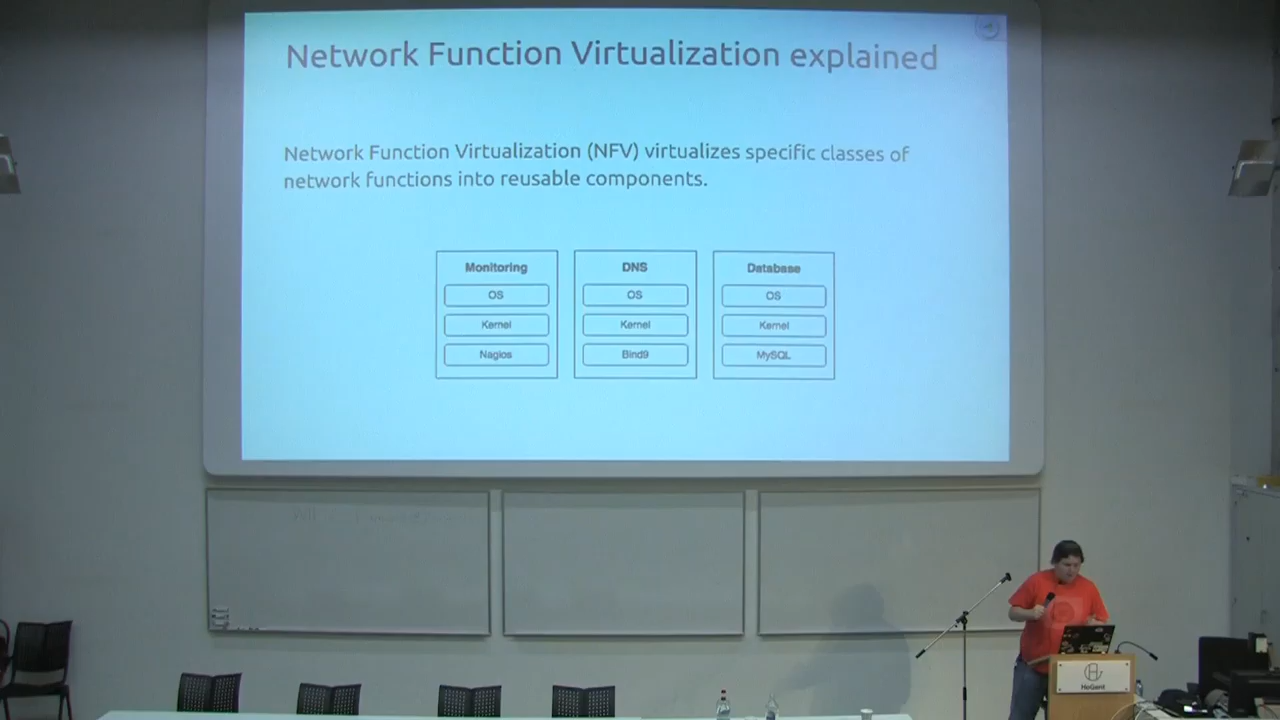 Network Function Virtualization explained
Network Function Virtualization (NFV) virtualizes specific classes of
network functions into reusable components.
Monitoring
OS
Kernel
Nagios
DNS
OS
Kernel
Bind9
Database
OS
Kernel
MySQL
HoGent